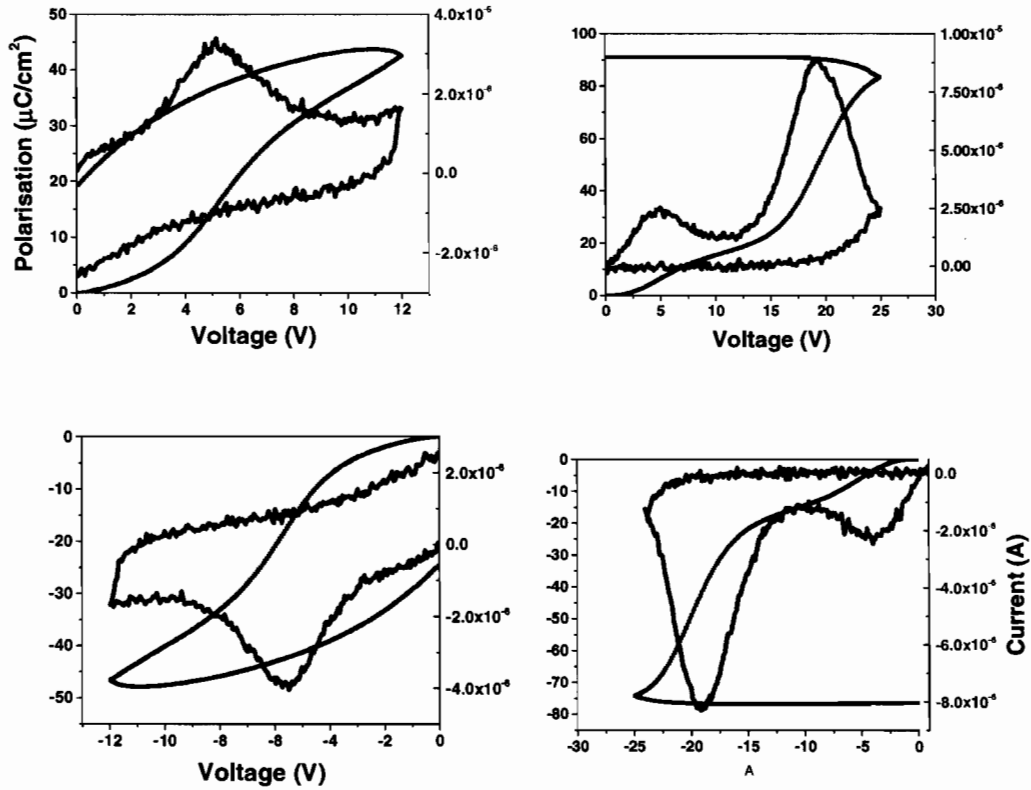 50
40
30
20
10
0
Polarisation (μC/cm²)
4.0x10⁻⁶
2.0x10⁻⁶
0.0
-2.0x10⁻⁶
0 2 4 6 8 10 12
Voltage (V)
100
80
60
40
20
0
1.00x10⁻⁵
7.50x10⁻⁶
5.00x10⁻⁶
2.50x10⁻⁶
0.00
0 5 10 15 20 25 30
Voltage (V)
0
-10
-20
-30
-40
-50
2.0x10⁻⁶
0.0
-2.0x10⁻⁶
-4.0x10⁻⁶
-12 -10 -8 -6 -4 -2 0
Voltage (V)
0
-10
-20
-30
-40
-50
-60
-70
-80
0.0
-2.0x10⁻⁶
-4.0x10⁻⁶
-6.0x10⁻⁶
-8.0x10⁻⁶
Current (A)
-30 -25 -20 -15 -10 -5 0
A